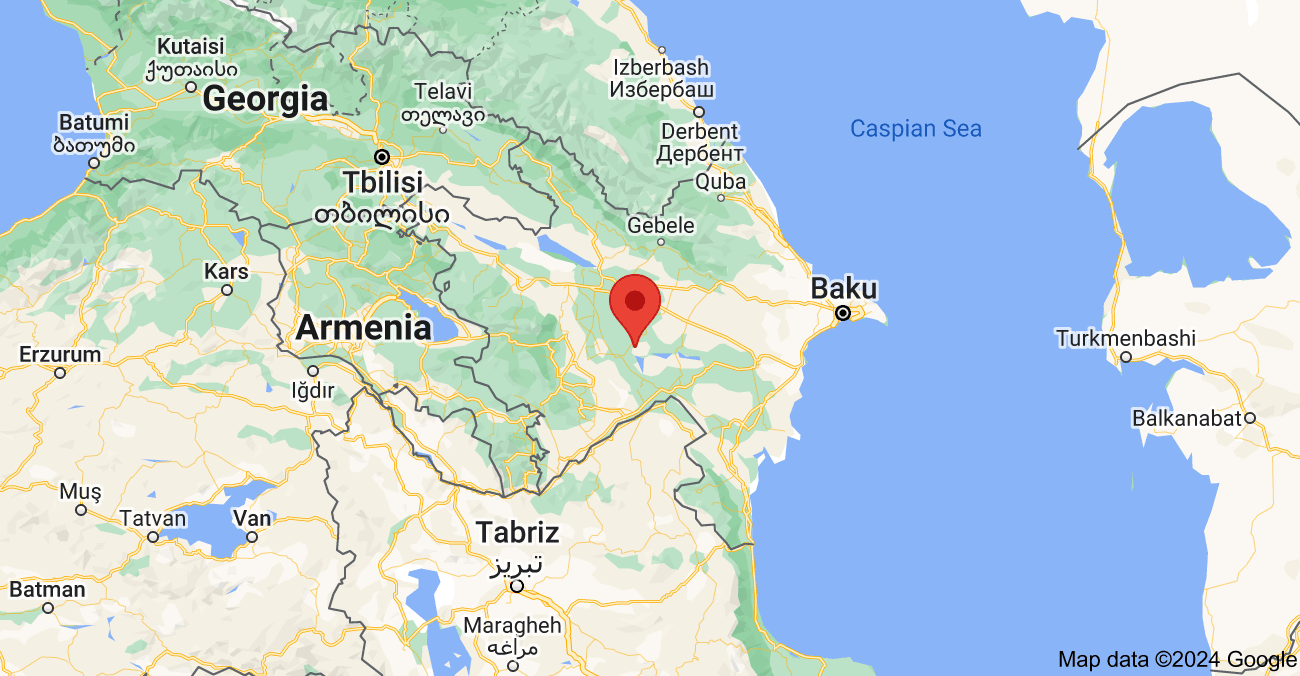 Kutaisi
ქუთაისი
Georgia
Batumi
ბათუმი
Telavi
თელავი
Tbilisi
თბილისი
Izberbash
Избербаш
Derbent
Дербент
Quba
Gebele
Caspian Sea
Kars
Armenia
Baku
Erzurum
Iğdır
Turkmenbashi
Balkanabat
Muş
Tatvan
Van
Batman
Tabriz
تبریز
Maragheh
مراغه
Map data ©2024 Google